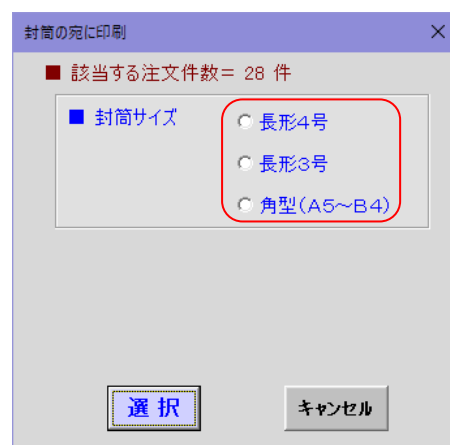 封筒の宛に印刷
■ 該当する注文件数= 28 件
■ 封筒サイズ
長形4号
長形3号
角型(A5~B4)
選 択
キャンセル